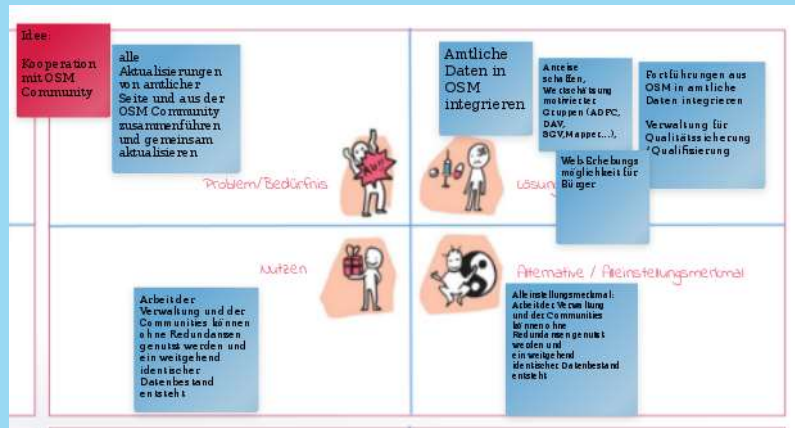 Idee:
Kooperation
mit OSM
Community
alle
Aktualisierungen
von amtlicher
Seite und aus der
OSM Community
zusammenführen
und gemeinsam
aktualisieren
Problem/Bedürfnis
Amtliche
Daten in
OSM
integrieren
Anreize
schaffen,
Wertschätzung
motivierter
Gruppen (ADFC,
DAV,
SGV,Mapper...),
Fortführungen aus
OSM in amtliche
Daten integrieren
Verwaltung für
Qualitätssicherung
/Qualifizierung
Web-Erhebungs
möglichkeit für
Bürger
Lösung
Nutzen
Arbeit der
Verwaltung und der
Communities können
ohne Redundanzen
genutzt werden und
ein weitgehend
identischer
Datenbestand
entsteht
Alternative / Alleinstellungsmerkmal
Alleinstellungsmerkmal:
Arbeit der Verwaltung
und der Communities
können ohne
Redundanzen genutzt
werden und
ein weitgehend
identischer Datenbestand
entsteht